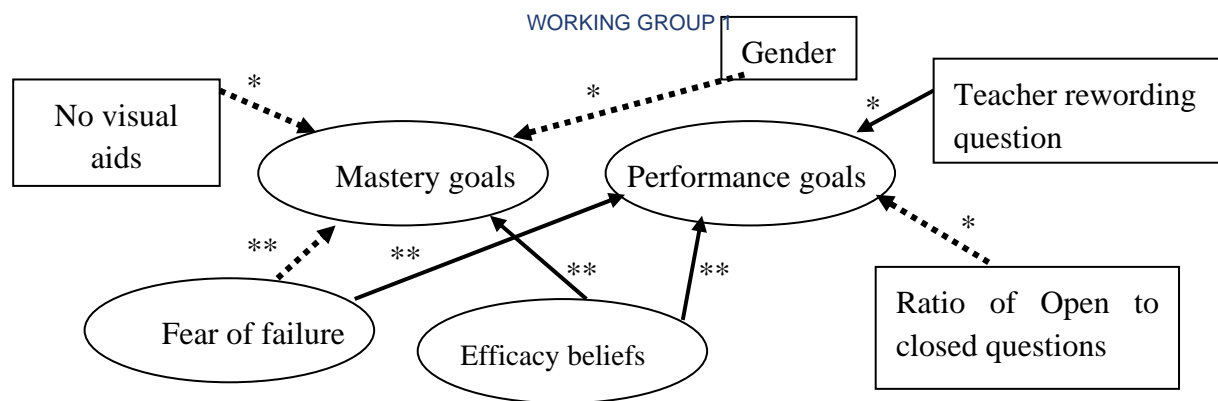 WORKING GROUP 1
Gender
*
*
No visual
aids
*
Teacher rewording
question
Mastery goals
Performance goals
*
**
**
**
**
Fear of failure
Efficacy beliefs
Ratio of Open to
closed questions